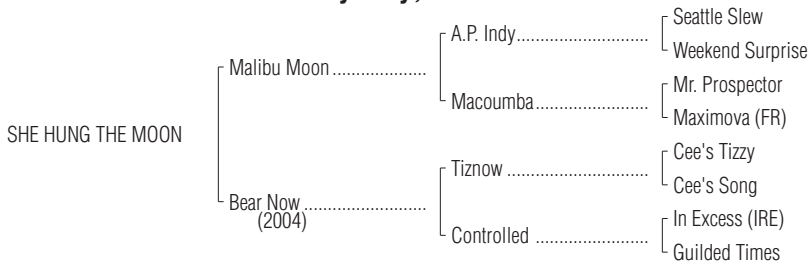 Seattle Slew
A.P. Indy
Weekend Surprise
Malibu Moon
Mr. Prospector
Macoumba
Maximova (FR)
SHE HUNG THE MOON
Cee's Tizzy
Tiznow
Cee's Song
Bear Now
(2004)
In Excess (IRE)
Controlled
Guilded Times